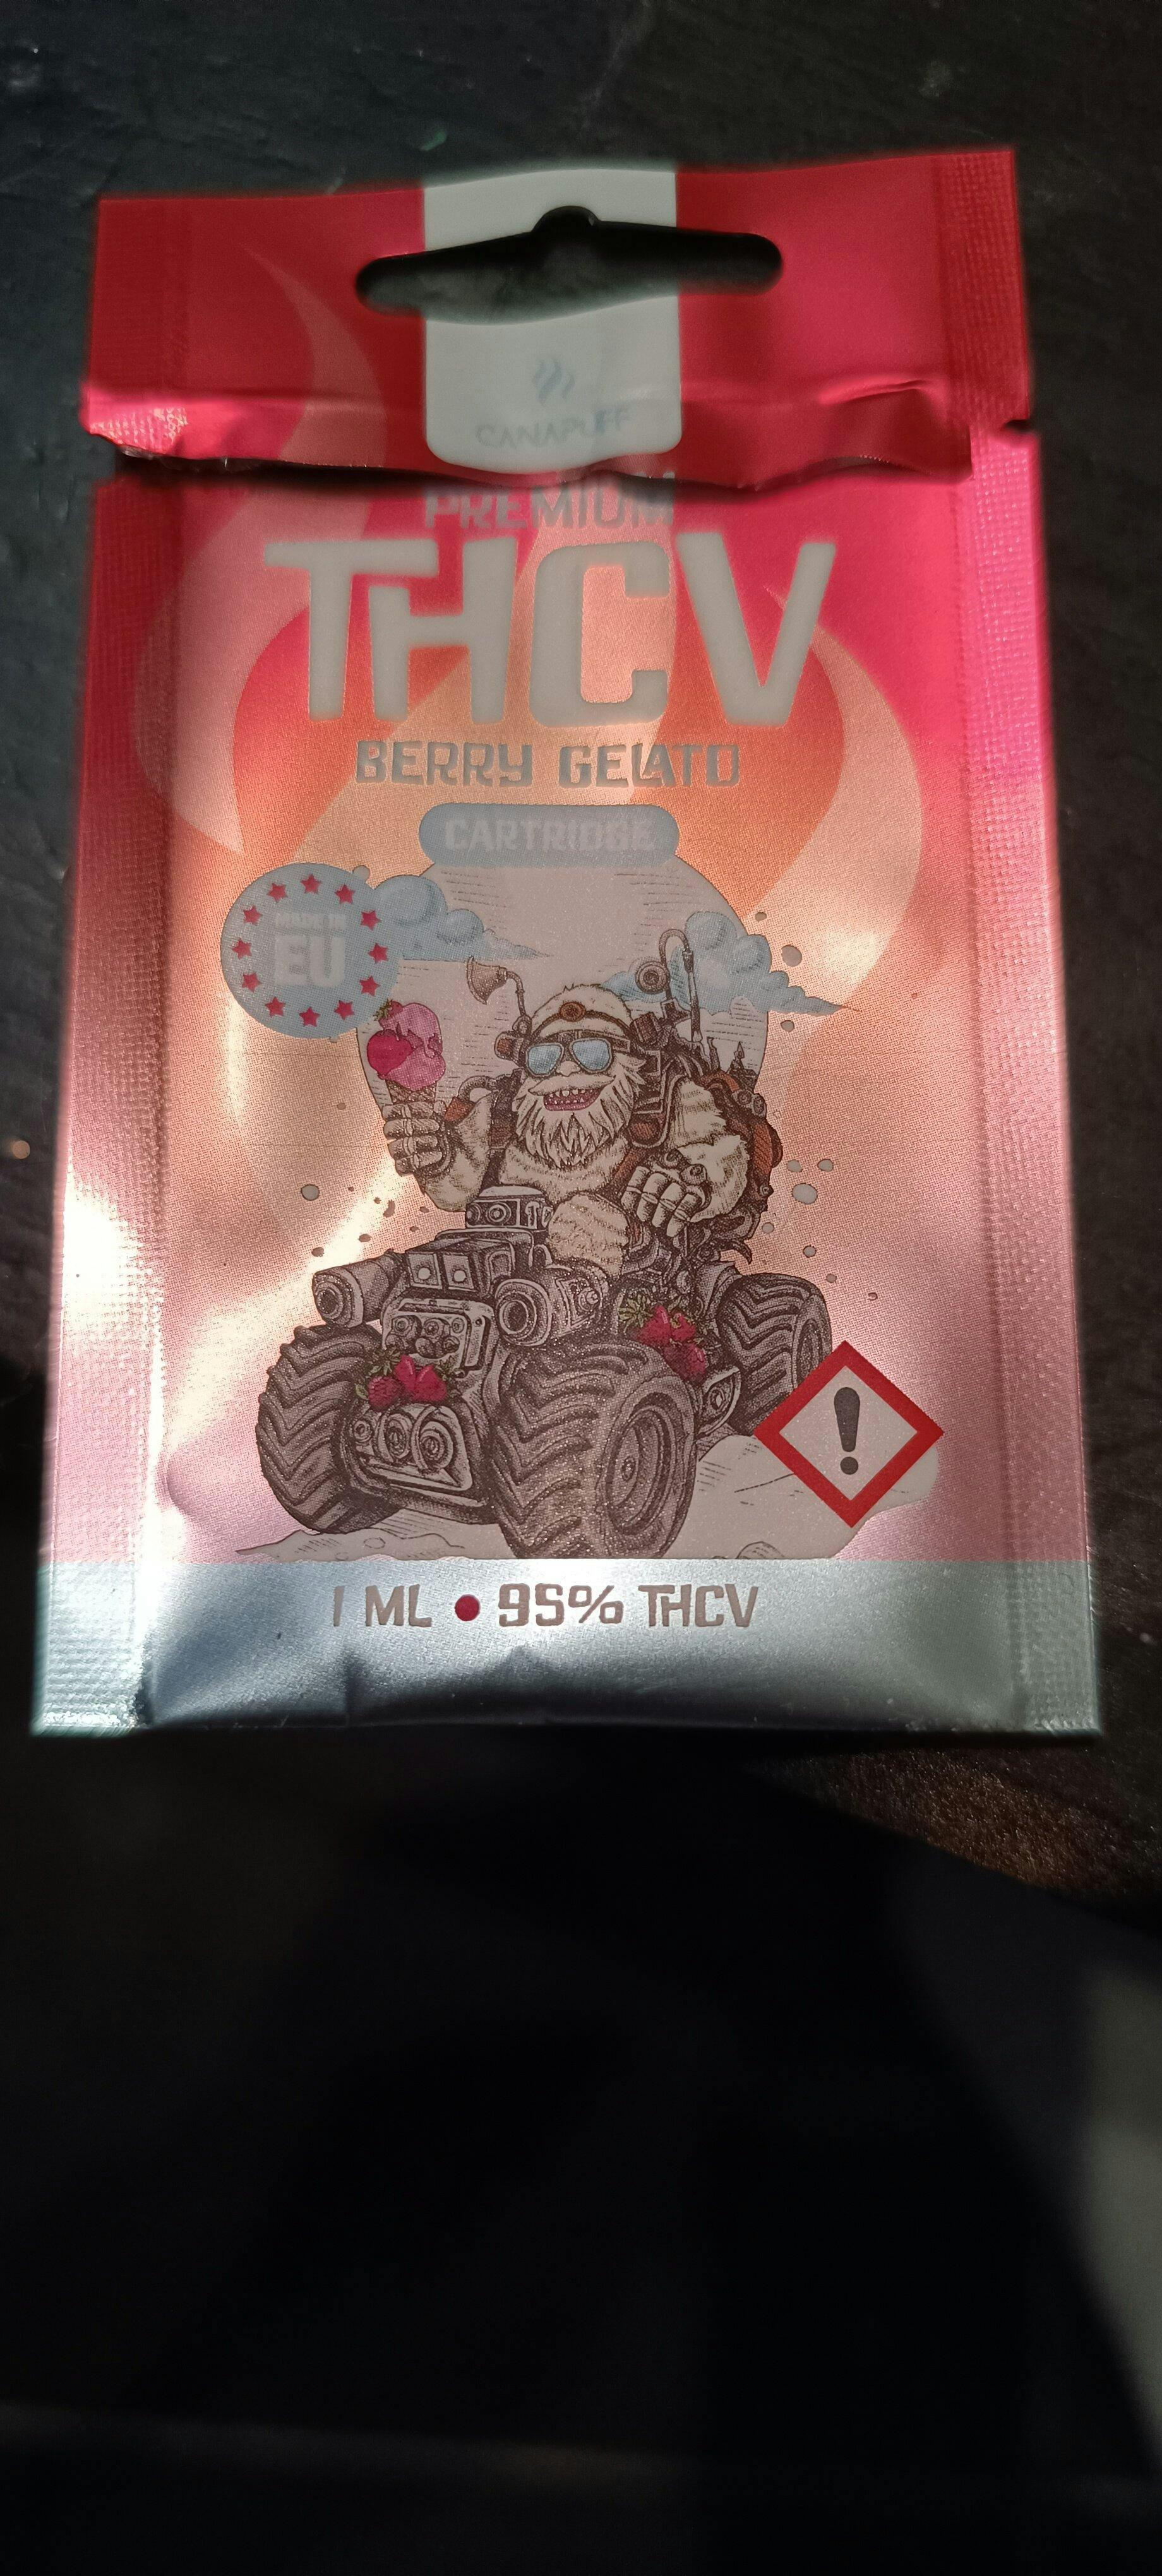 CANAPUFF
PREMIUM
THCV
BERRY GELATO
CARTRIDGE
MADE IN
EU
1 ML • 95% THCV